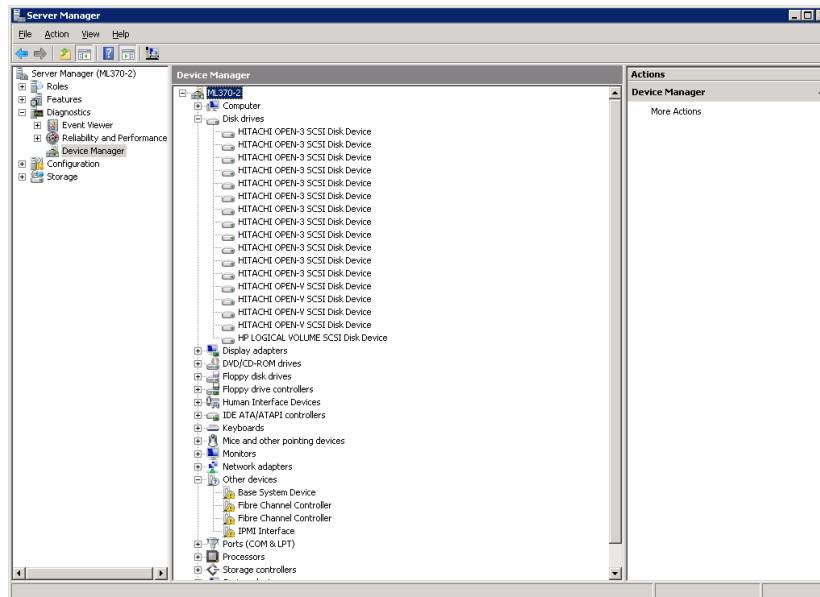 Server Manager
File Action View Help
Server Manager (ML370-2)
Roles
Features
Diagnostics
Event Viewer
Reliability and Performance
Device Manager
Configuration
Storage
Device Manager
ML370-2
Computer
Disk drives
HITACHI OPEN-3 SCSI Disk Device
HITACHI OPEN-3 SCSI Disk Device
HITACHI OPEN-3 SCSI Disk Device
HITACHI OPEN-3 SCSI Disk Device
HITACHI OPEN-3 SCSI Disk Device
HITACHI OPEN-3 SCSI Disk Device
HITACHI OPEN-3 SCSI Disk Device
HITACHI OPEN-3 SCSI Disk Device
HITACHI OPEN-3 SCSI Disk Device
HITACHI OPEN-3 SCSI Disk Device
HITACHI OPEN-3 SCSI Disk Device
HITACHI OPEN-3 SCSI Disk Device
HITACHI OPEN-V SCSI Disk Device
HITACHI OPEN-V SCSI Disk Device
HITACHI OPEN-V SCSI Disk Device
HITACHI OPEN-V SCSI Disk Device
HP LOGICAL VOLUME SCSI Disk Device
Display adapters
DVD/CD-ROM drives
Floppy disk drives
Floppy drive controllers
Human Interface Devices
IDE ATA/ATAPI controllers
Keyboards
Mice and other pointing devices
Monitors
Network adapters
Other devices
Base System Device
Fibre Channel Controller
Fibre Channel Controller
IPMI Interface
Ports (COM & LPT)
Processors
Storage controllers
Actions
Device Manager
More Actions